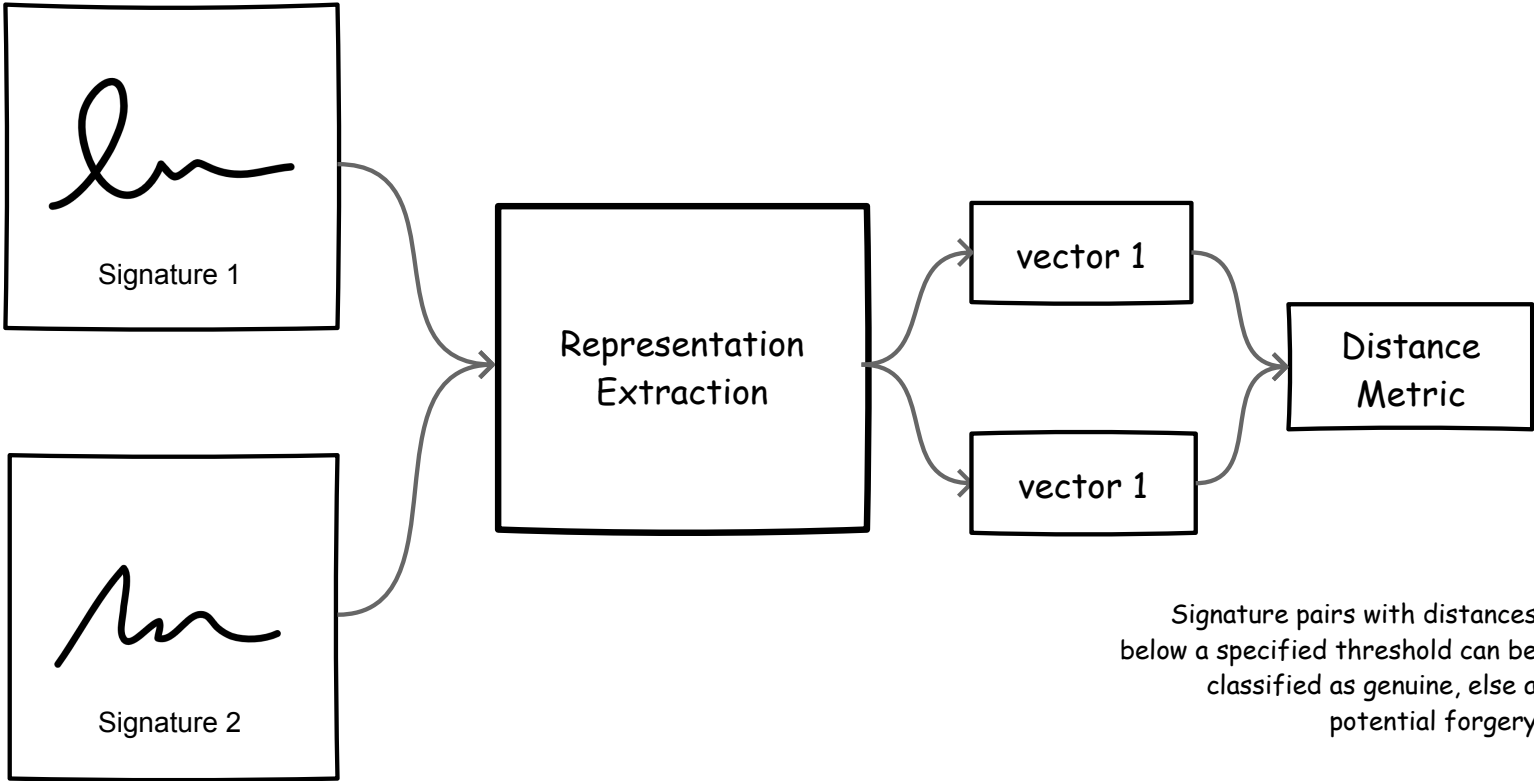 Signature 1
Representation
Extraction
vector 1
vector 1
Distance
Metric
Signature 2
Signature pairs with distances
below a specified threshold can be
classified as genuine, else a
potential forgery